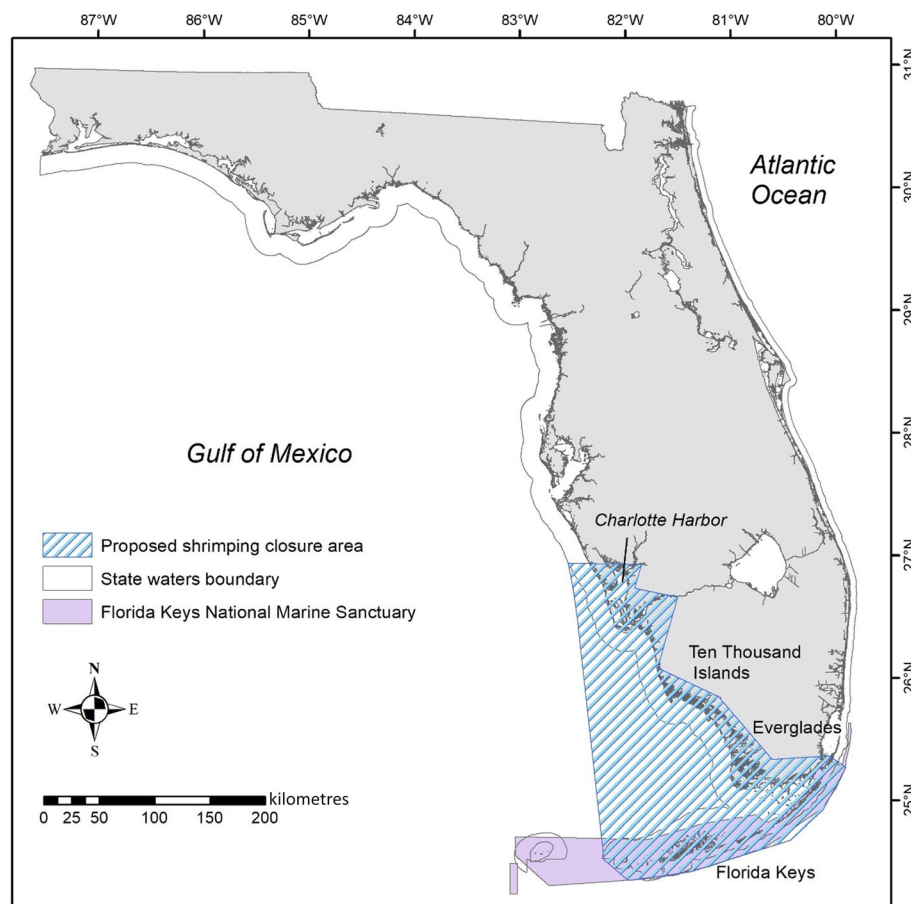 87°W 86°W 85°W 84°W 83°W 82°W 81°W 80°W
31°N
Atlantic
Ocean
30°N
29°N
28°N
Gulf of Mexico
Charlotte Harbor
27°N
Proposed shrimping closure area
State waters boundary
Florida Keys National Marine Sanctuary
Ten Thousand
Islands
26°N
N
W E
S
Everglades
25°N
kilometres
0 25 50 100 150 200
Florida Keys